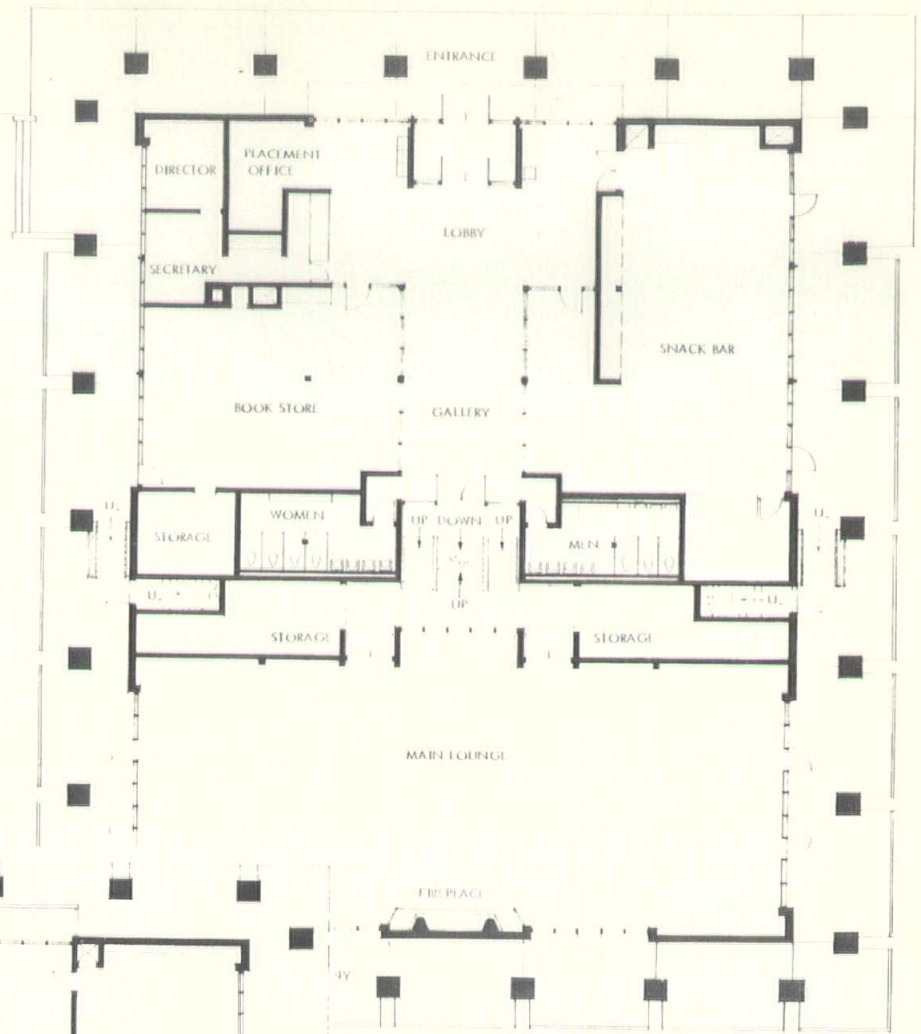 ENTRANCE
DIRECTOR
PLACEMENT
OFFICE
LOBBY
SECRETARY
SNACK BAR
BOOK STORE
GALLERY
WOMEN
UP DOWN UP
STORAGE
MEN
UP
STORAGE
STORAGE
MAIN LOUNGE
FIREPLACE
NY